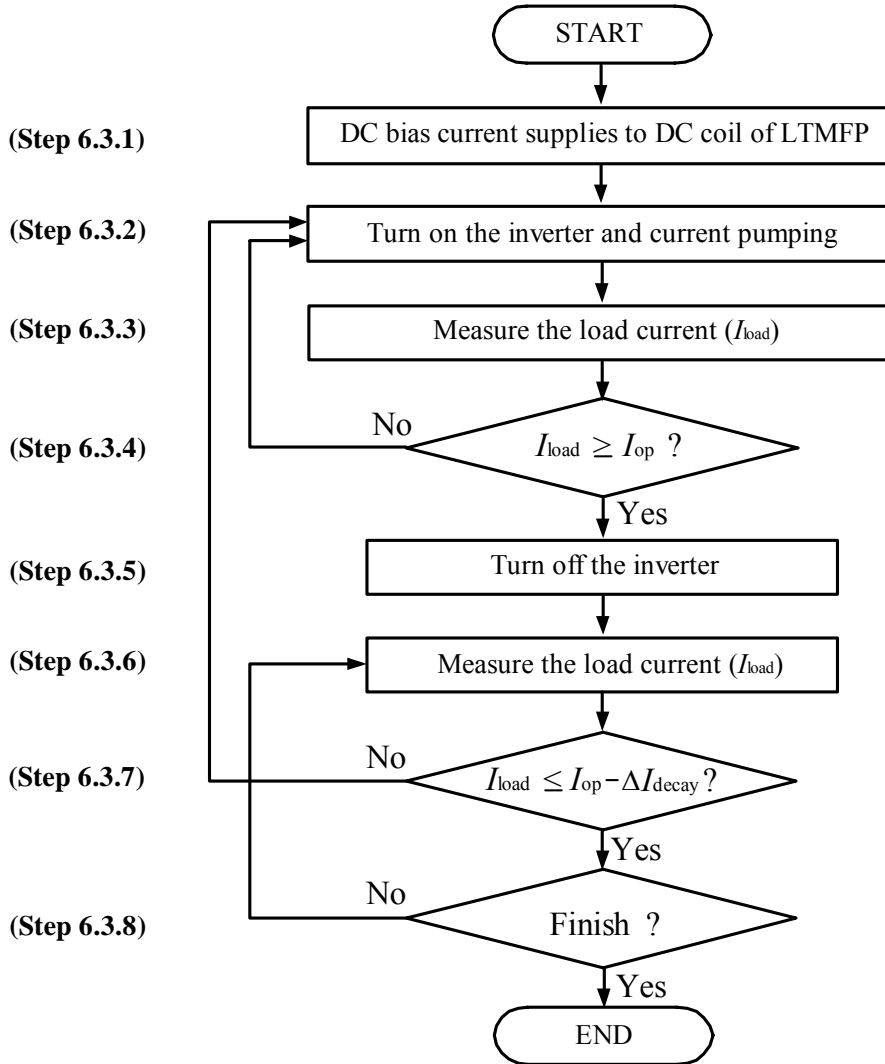 START
(Step 6.3.1)
DC bias current supplies to DC coil of LTMFP
(Step 6.3.2)
Turn on the inverter and current pumping
(Step 6.3.3)
Measure the load current (Iload)
No
(Step 6.3.4)
Iload ≥ Iop ?
Yes
(Step 6.3.5)
Turn off the inverter
(Step 6.3.6)
Measure the load current (Iload)
No
(Step 6.3.7)
Iload ≤ Iop−ΔIdecay?
Yes
No
(Step 6.3.8)
Finish ?
Yes
END